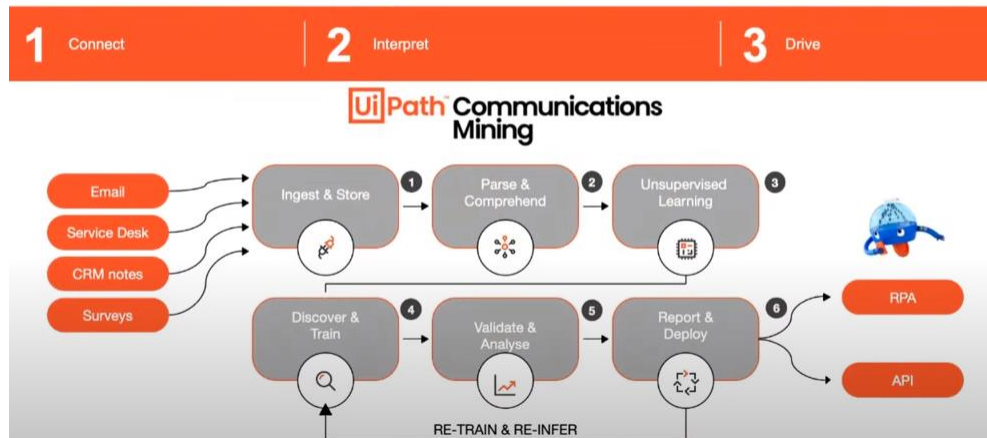 1 Connect
2 Interpret
3 Drive
UiPath™ Communications
Mining
Email
Service Desk
CRM notes
Surveys
Ingest & Store
1
Parse &
Comprehend
2
Unsupervised
Learning
3
Discover &
Train
4
Validate &
Analyse
5
Report &
Deploy
6
RPA
API
RE-TRAIN & RE-INFER